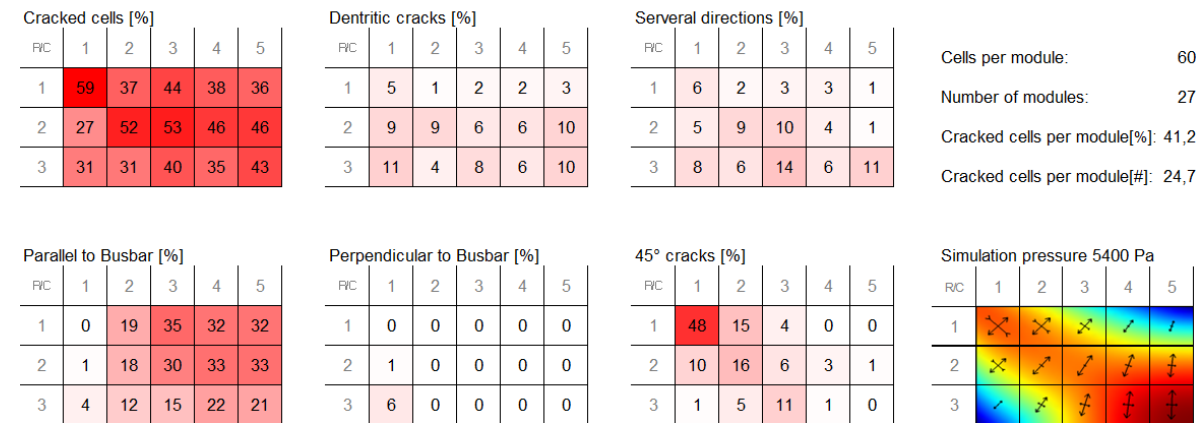 Cracked cells [%] Dentritic cracks [%] Serveral directions [%]
R/C 1 2 3 4 5 R/C 1 2 3 4 5 R/C 1 2 3 4 5
Cells per module: 60
1 59 37 44 38 36 1 5 1 2 2 3 1 6 2 3 3 1
Number of modules: 27
2 27 52 53 46 46 2 9 9 6 6 10 2 5 9 10 4 1
Cracked cells per module[%]: 41,2
3 31 31 40 35 43 3 11 4 8 6 10 3 8 6 14 6 11
Cracked cells per module[#]: 24,7
Parallel to Busbar [%] Perpendicular to Busbar [%] 45° cracks [%] Simulation pressure 5400 Pa
R/C 1 2 3 4 5 R/C 1 2 3 4 5 R/C 1 2 3 4 5 R/C 1 2 3 4 5
1 0 19 35 32 32 1 0 0 0 0 0 1 48 15 4 0 0 1
2 1 18 30 33 33 2 1 0 0 0 0 2 10 16 6 3 1 2
3 4 12 15 22 21 3 6 0 0 0 0 3 1 5 11 1 0 3